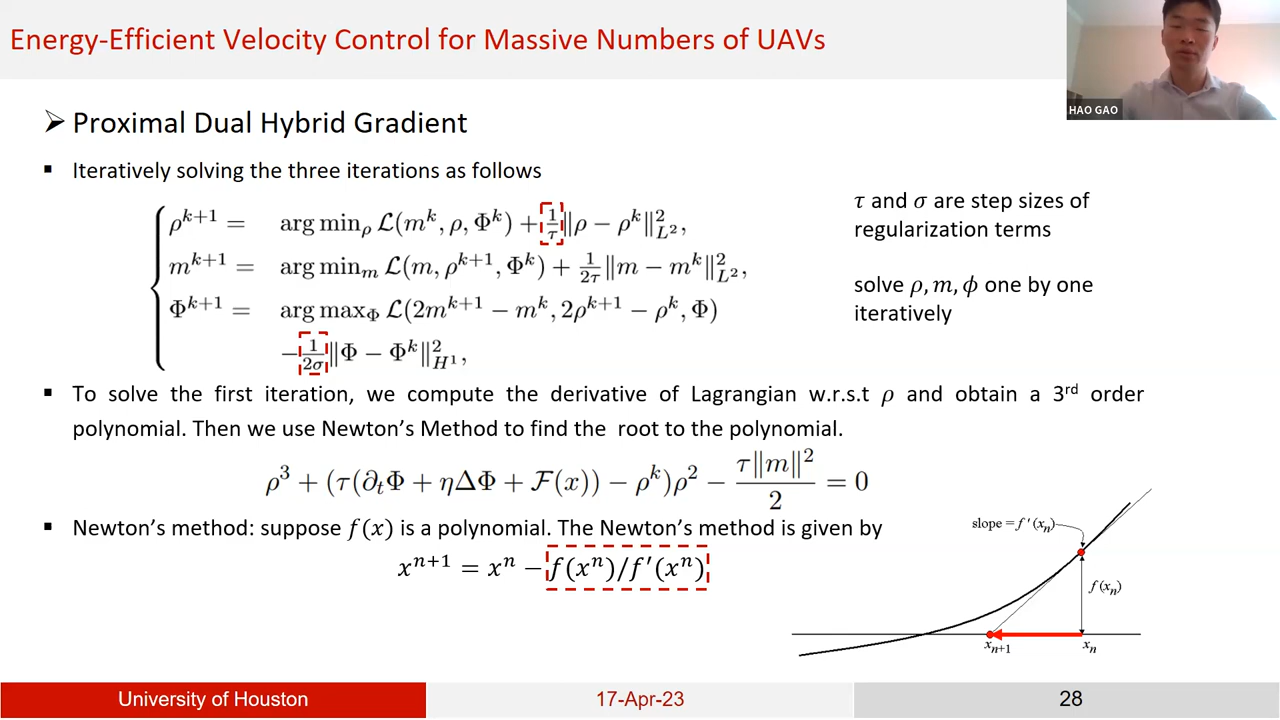 Energy-Efficient Velocity Control for Massive Numbers of UAVs
HAO GAO
➢ Proximal Dual Hybrid Gradient
▪ Iteratively solving the three iterations as follows
ρ^{k+1} = arg min_ρ ℒ(m^k, ρ, Φ^k) + \frac{1}{τ}‖ρ − ρ^k‖²_{L²},
m^{k+1} = arg min_m ℒ(m, ρ^{k+1}, Φ^k) + \frac{1}{2τ}‖m − m^k‖²_{L²},
Φ^{k+1} = arg max_Φ ℒ(2m^{k+1} − m^k, 2ρ^{k+1} − ρ^k, Φ)
−\frac{1}{2σ}‖Φ − Φ^k‖²_{H¹},
τ and σ are step sizes of
regularization terms
solve ρ, m, ϕ one by one
iteratively
▪ To solve the first iteration, we compute the derivative of Lagrangian w.r.s.t ρ and obtain a 3rd order
polynomial. Then we use Newton’s Method to find the root to the polynomial.
ρ³ + (τ(∂_tΦ + ηΔΦ + ℱ(x)) − ρ^k)ρ² − \frac{τ‖m‖²}{2} = 0
▪ Newton’s method: suppose f(x) is a polynomial. The Newton’s method is given by
x^{n+1} = x^n − f(x^n)/f′(x^n)
slope = f ′(x_n)
f(x_n)
x_{n+1}
x_n
University of Houston
17-Apr-23
28